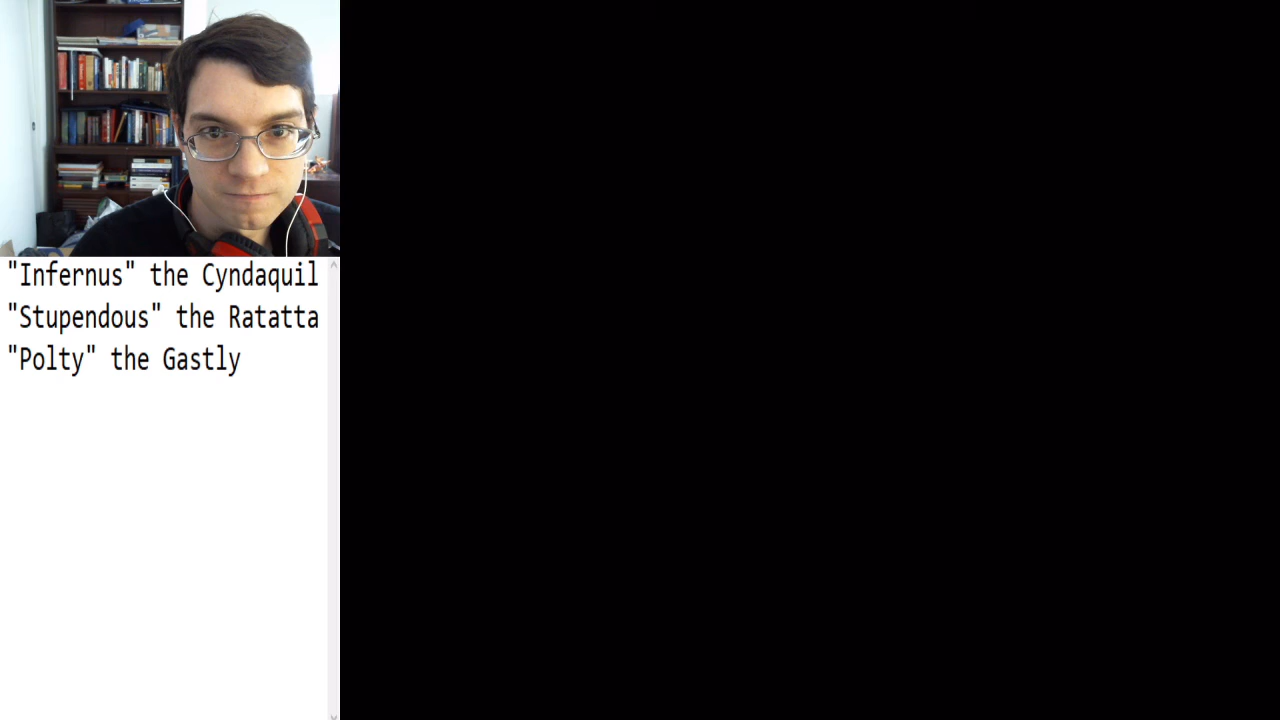 "Infernus" the Cyndaquil
"Stupendous" the Ratatta
"Polty" the Gastly